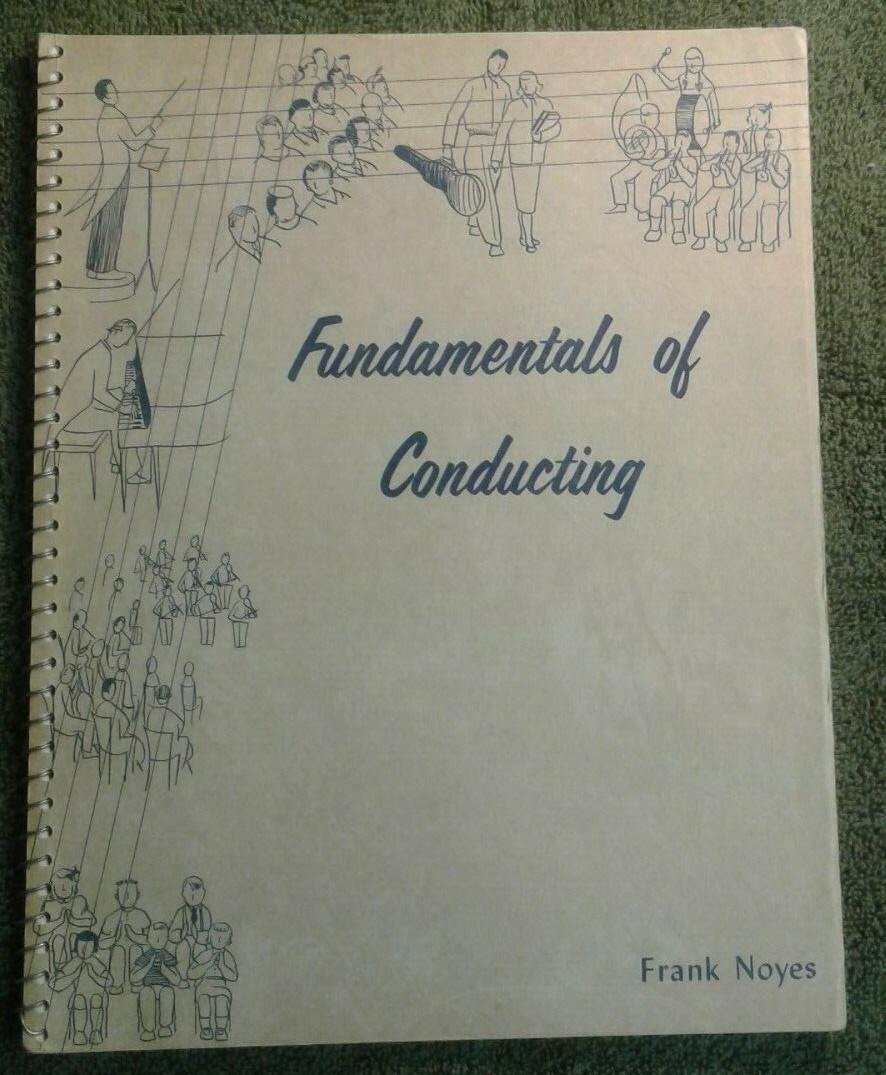 Fundamentals of
Conducting
Frank Noyes